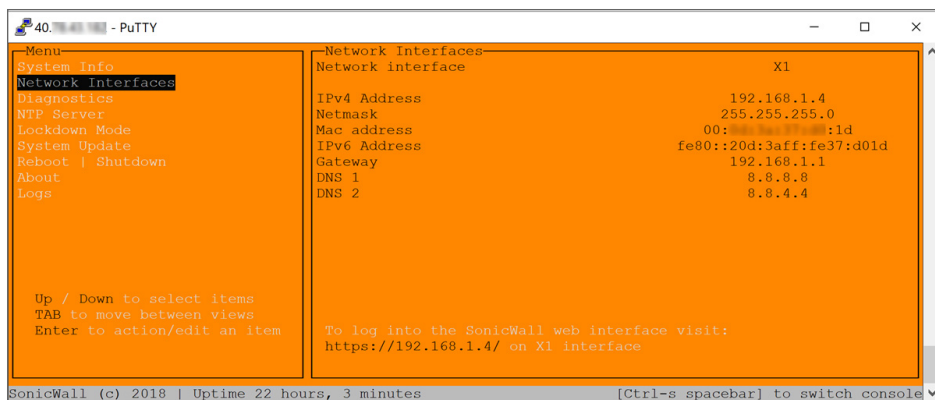 40. - PuTTY
Menu
System Info
Network Interfaces
Diagnostics
NTP Server
Lockdown Mode
System Update
Reboot | Shutdown
About
Logs
Up / Down to select items
TAB to move between views
Enter to action/edit an item
Network Interfaces
Network interface X1
IPv4 Address 192.168.1.4
Netmask 255.255.255.0
Mac address 00: :1d
IPv6 Address fe80::20d:3aff:fe37:d01d
Gateway 192.168.1.1
DNS 1 8.8.8.8
DNS 2 8.8.4.4
To log into the SonicWall web interface visit:
https://192.168.1.4/ on X1 interface
SonicWall (c) 2018 | Uptime 22 hours, 3 minutes [Ctrl-s spacebar] to switch console